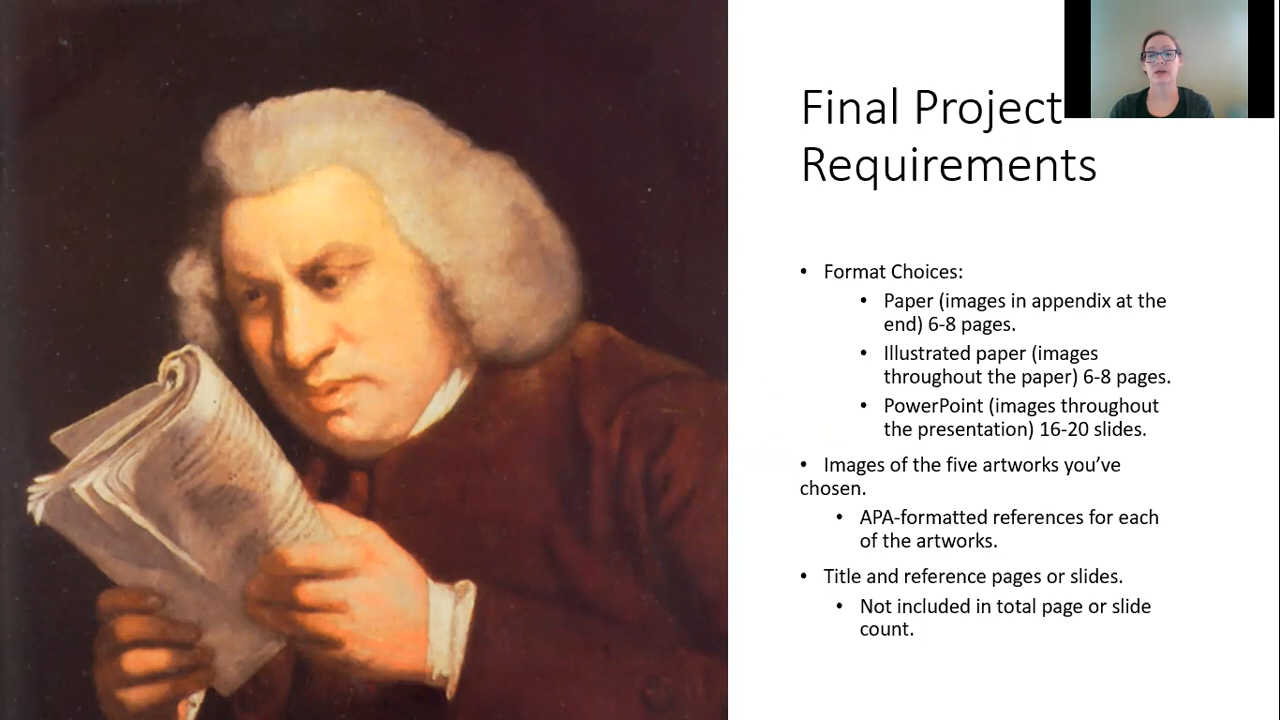 Final Project
Requirements
• Format Choices:
• Paper (images in appendix at the
end) 6-8 pages.
• Illustrated paper (images
throughout the paper) 6-8 pages.
• PowerPoint (images throughout
the presentation) 16-20 slides.
• Images of the five artworks you’ve
chosen.
• APA-formatted references for each
of the artworks.
• Title and reference pages or slides.
• Not included in total page or slide
count.